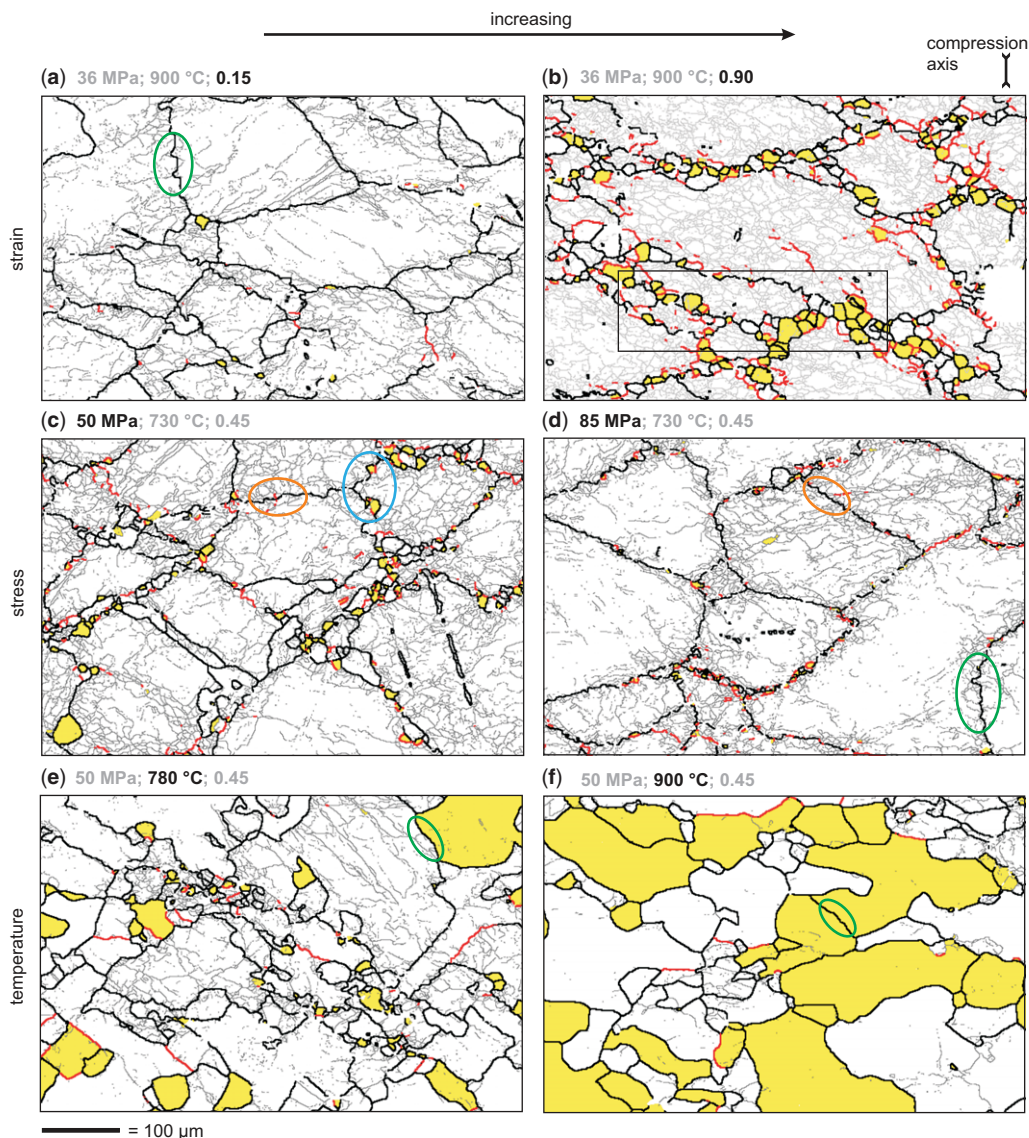 increasing
compression
axis
(a) 36 MPa; 900 °C; 0.15
(b) 36 MPa; 900 °C; 0.90
strain
(c) 50 MPa; 730 °C; 0.45
(d) 85 MPa; 730 °C; 0.45
stress
(e) 50 MPa; 780 °C; 0.45
(f) 50 MPa; 900 °C; 0.45
temperature
= 100 µm